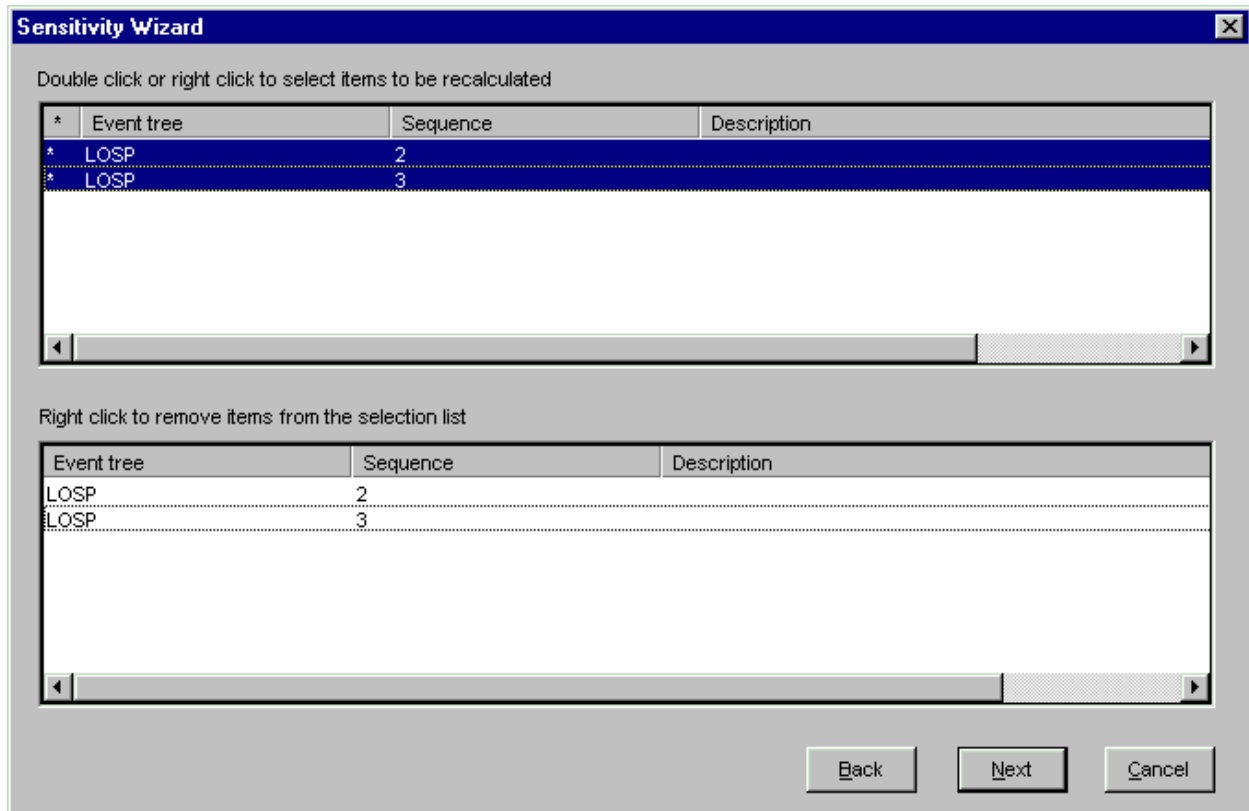 Sensitivity Wizard
Double click or right click to select items to be recalculated
* Event tree Sequence Description
* LOSP 2
* LOSP 3
Right click to remove items from the selection list
Event tree Sequence Description
LOSP 2
LOSP 3
Back Next Cancel